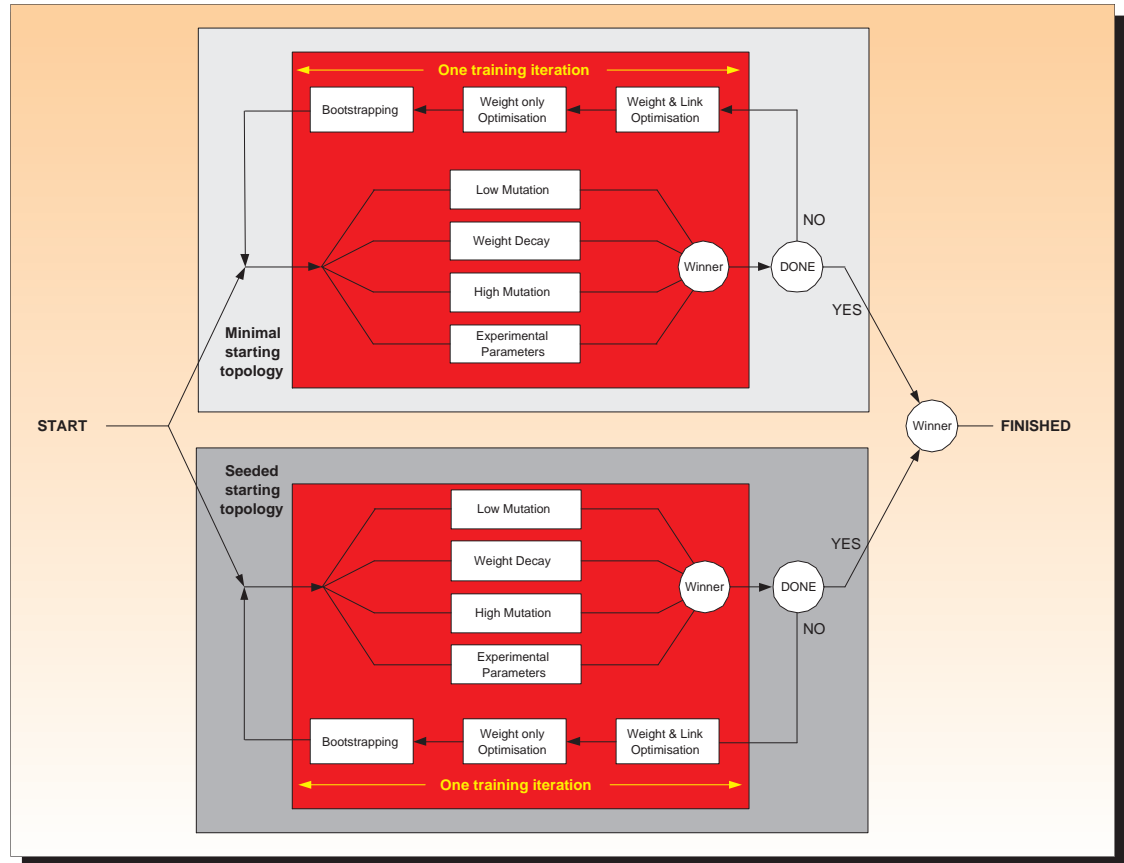 One training iteration
Bootstrapping
Weight only
Optimisation
Weight & Link
Optimisation
Low Mutation
Weight Decay
High Mutation
Experimental
Parameters
Winner
DONE
NO
YES
Minimal
starting
topology
START
Winner
FINISHED
Seeded
starting
topology
Low Mutation
Weight Decay
High Mutation
Experimental
Parameters
Winner
DONE
YES
NO
Bootstrapping
Weight only
Optimisation
Weight & Link
Optimisation
One training iteration